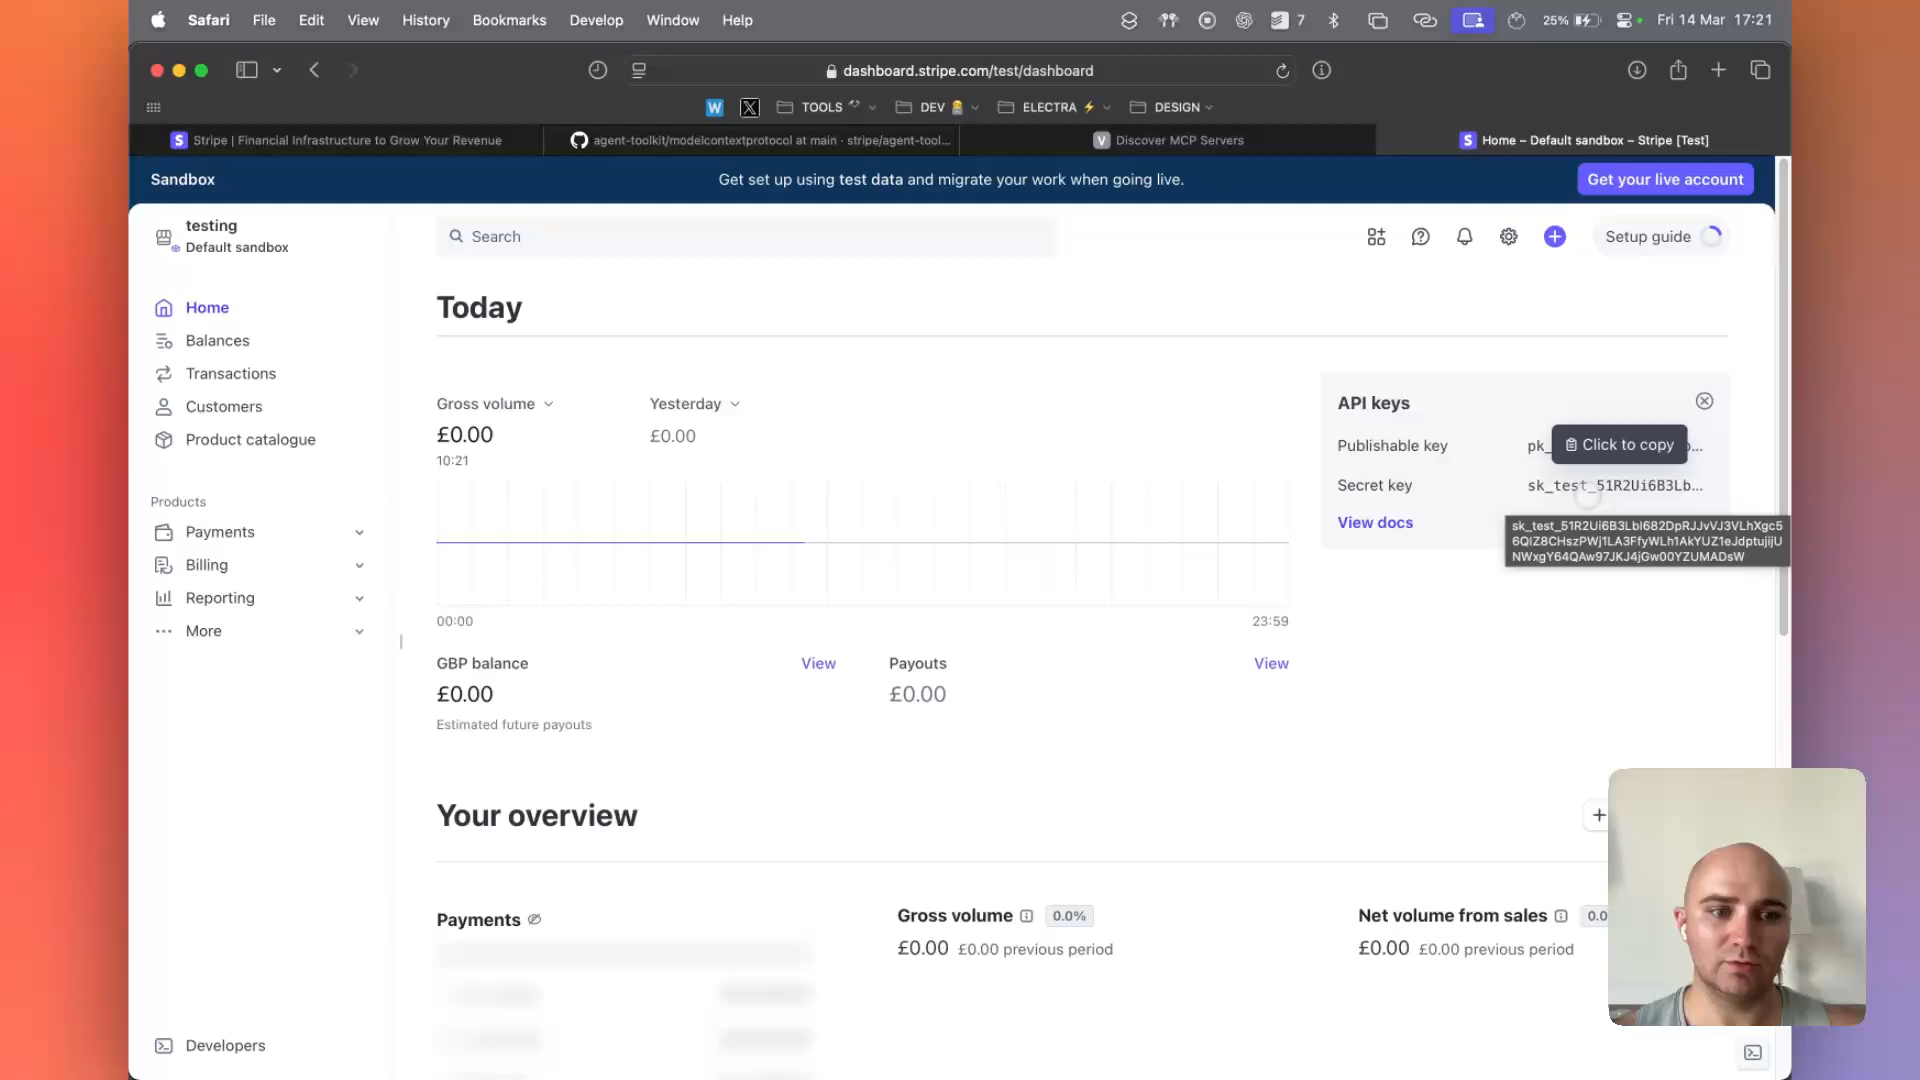 Safari File Edit View History Bookmarks Develop Window Help
7 25% Fri 14 Mar 17:21
dashboard.stripe.com/test/dashboard
W X TOOLS DEV ELECTRA ⚡ DESIGN
S Stripe | Financial Infrastructure to Grow Your Revenue
agent-toolkit/modelcontextprotocol at main · stripe/agent-tool...
V Discover MCP Servers
S Home – Default sandbox – Stripe [Test]
Sandbox
Get set up using test data and migrate your work when going live.
Get your live account
testing
Default sandbox
Search
Setup guide
Home
Balances
Transactions
Customers
Product catalogue
Products
Payments
Billing
Reporting
More
Developers
Today
Gross volume
£0.00
10:21
Yesterday
£0.00
00:00
23:59
GBP balance
View
£0.00
Estimated future payouts
Payouts
View
£0.00
API keys
Publishable key
pk_
Click to copy
...
Secret key
sk_test_51R2Ui6B3Lb...
View docs
Your overview
Payments
Gross volume 0.0%
£0.00 £0.00 previous period
Net volume from sales 0.0
£0.00 £0.00 previous period